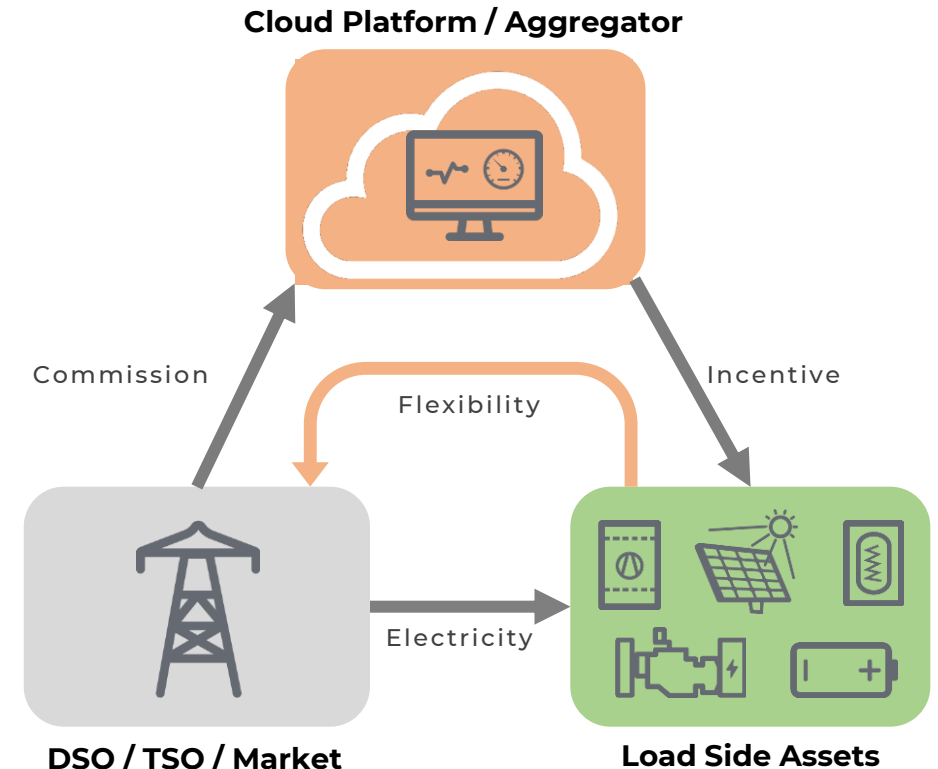 Cloud Platform / Aggregator
Commission
Incentive
Flexibility
Electricity
DSO / TSO / Market
Load Side Assets